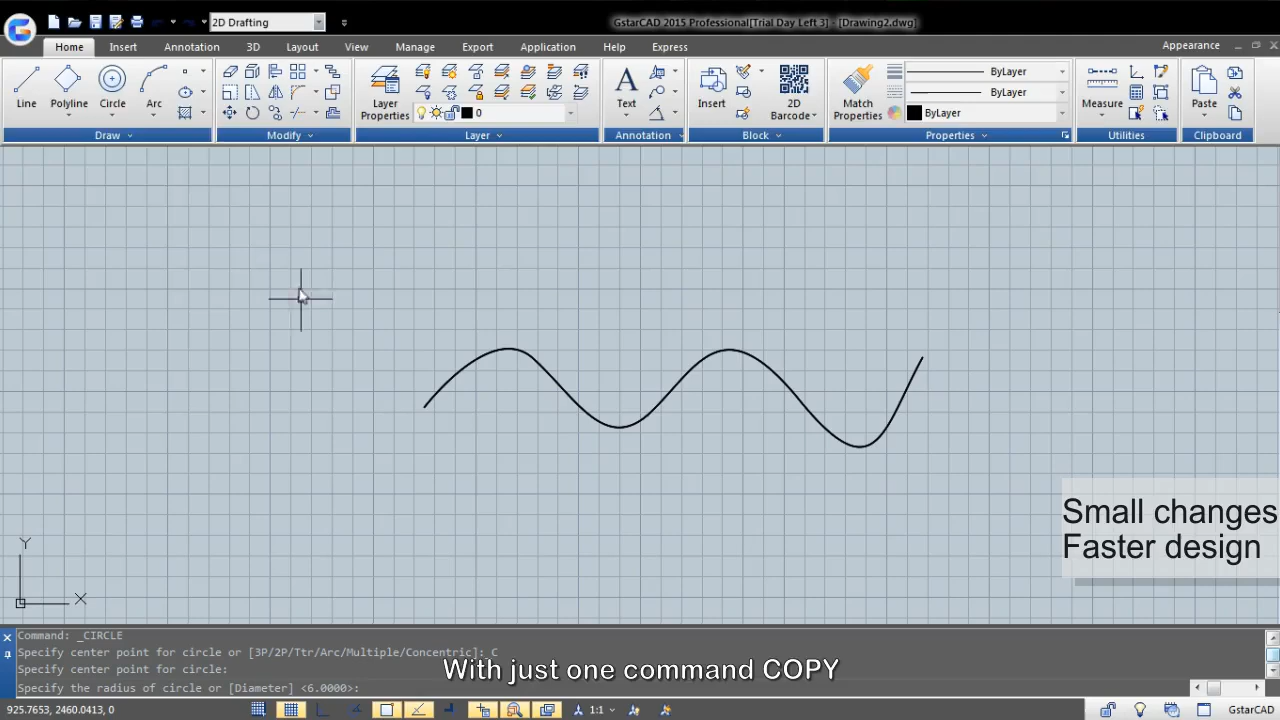 2D Drafting
GstarCAD 2015 Professional[Trial Day Left 3] - [Drawing2.dwg]
Home Insert Annotation 3D Layout View Manage Export Application Help Express Appearance
Line Polyline Circle Arc
Layer Properties
0
Text
Insert
2D Barcode
Match Properties
ByLayer
ByLayer
ByLayer
Measure
Paste
Draw Modify Layer Annotation Block Properties Utilities Clipboard
Small changes
Faster design
Y
X
Command: _CIRCLE
Specify center point for circle or [3P/2P/Ttr/Arc/Multiple/Concentric]: C
Specify center point for circle:
Specify the radius of circle or [Diameter] <6.0000>:
With just one command COPY
925.7653, 2460.0413, 0
1:1
GstarCAD